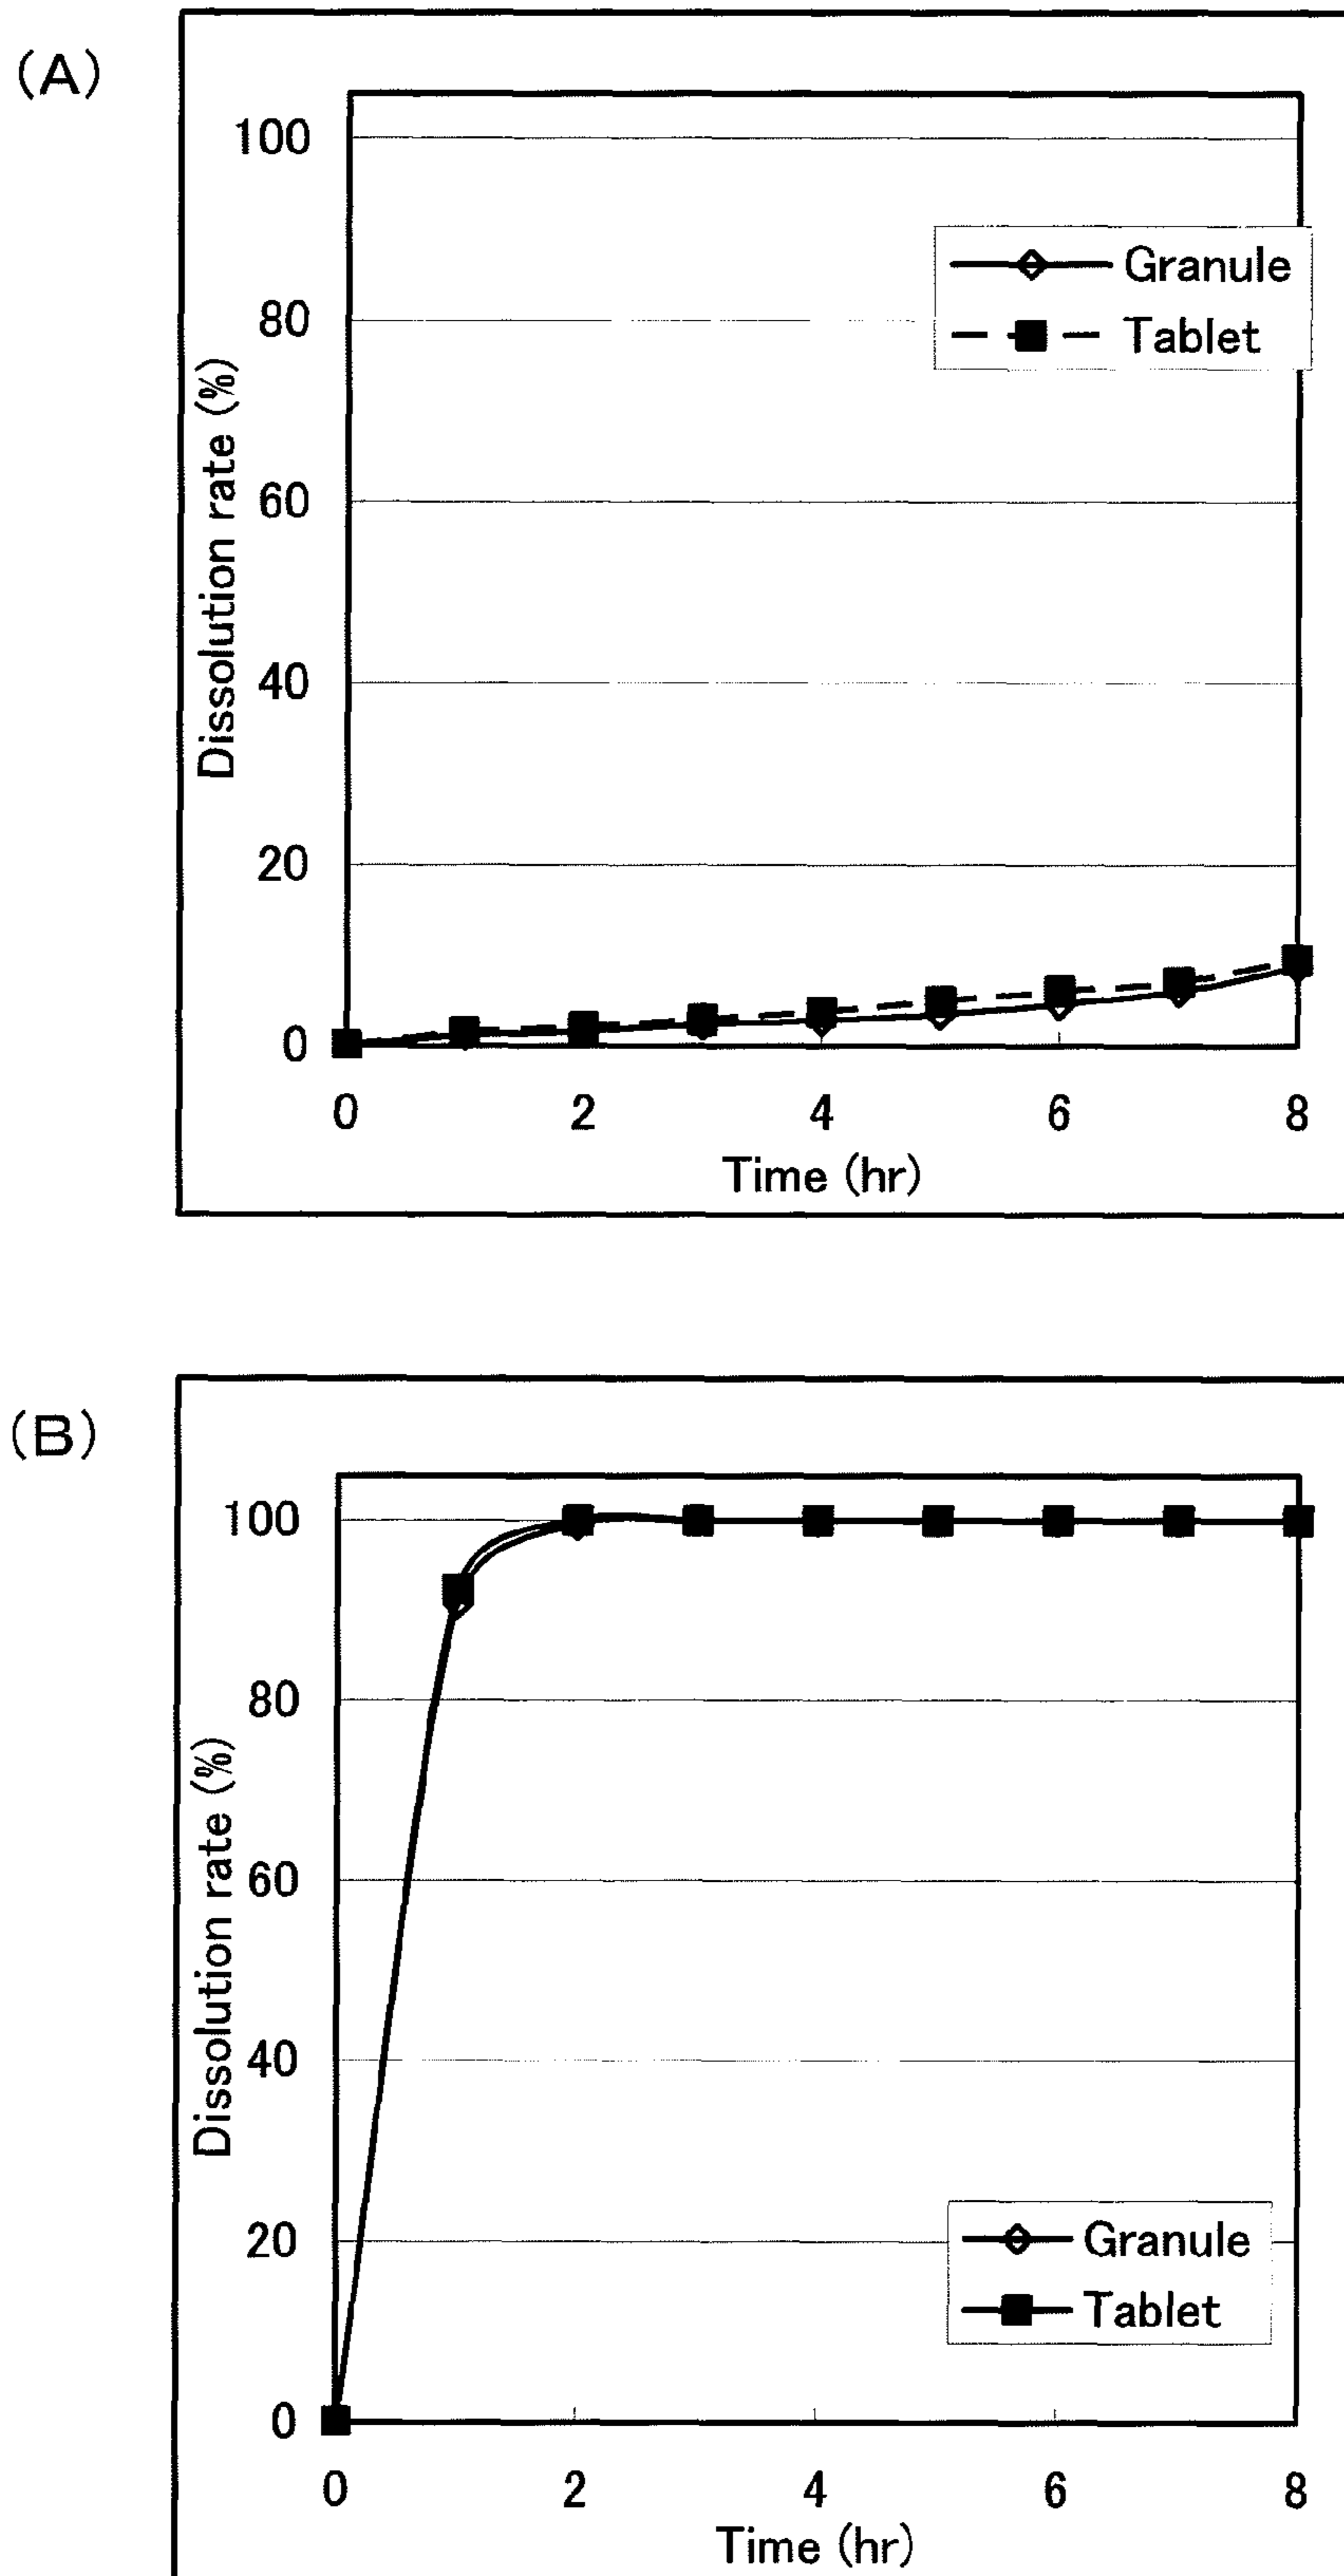 (A)
100
80
60
40
20
0
Dissolution rate (%)
Granule
Tablet
0 2 4 6 8
Time (hr)
(B)
100
80
60
40
20
0
Dissolution rate (%)
Granule
Tablet
0 2 4 6 8
Time (hr)